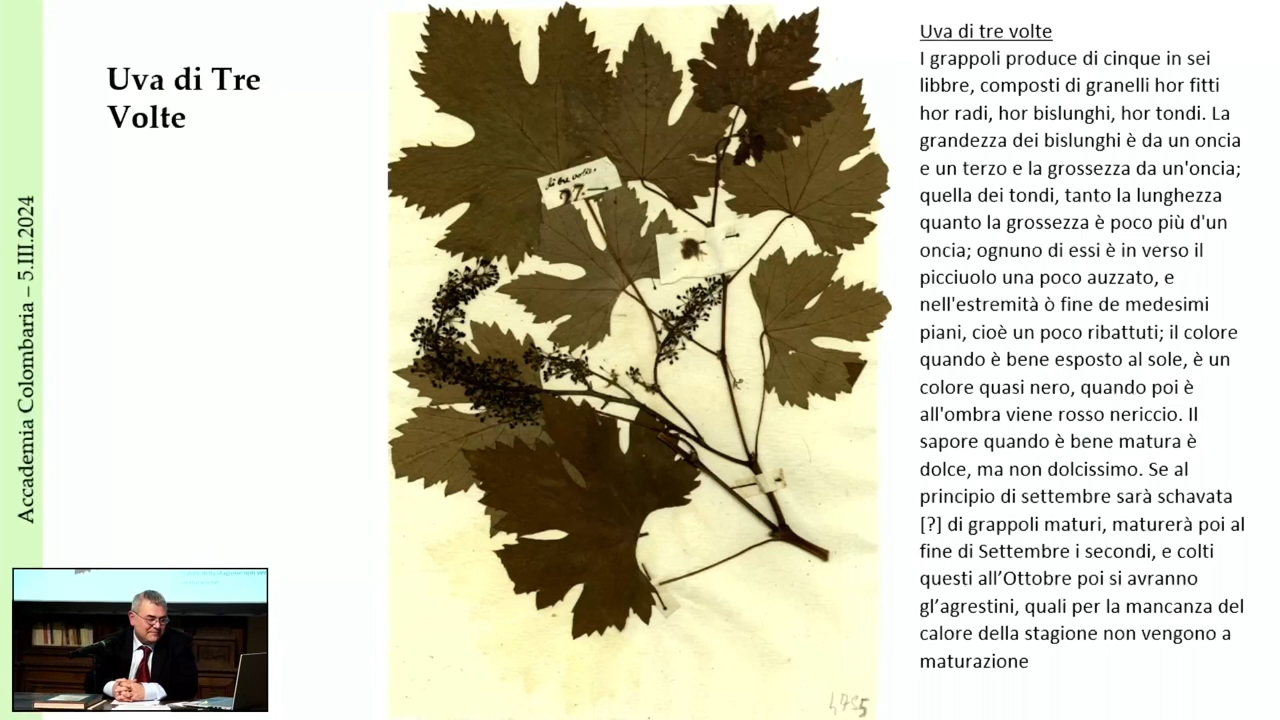 Uva di Tre
Volte
Accademia Colombaria – 5.III.2024
di tre volte.
97.
4795
Uva di tre volte
I grappoli produce di cinque in sei
libbre, composti di granelli hor fitti
hor radi, hor bislunghi, hor tondi. La
grandezza dei bislunghi è da un oncia
e un terzo e la grossezza da un'oncia;
quella dei tondi, tanto la lunghezza
quanto la grossezza è poco più d'un
oncia; ognuno di essi è in verso il
picciuolo una poco auzzato, e
nell'estremità ò fine de medesimi
piani, cioè un poco ribattuti; il colore
quando è bene esposto al sole, è un
colore quasi nero, quando poi è
all'ombra viene rosso nericcio. Il
sapore quando è bene matura è
dolce, ma non dolcissimo. Se al
principio di settembre sarà schavata
[?] di grappoli maturi, maturerà poi al
fine di Settembre i secondi, e colti
questi all’Ottobre poi si avranno
gl’agrestini, quali per la mancanza del
calore della stagione non vengono a
maturazione